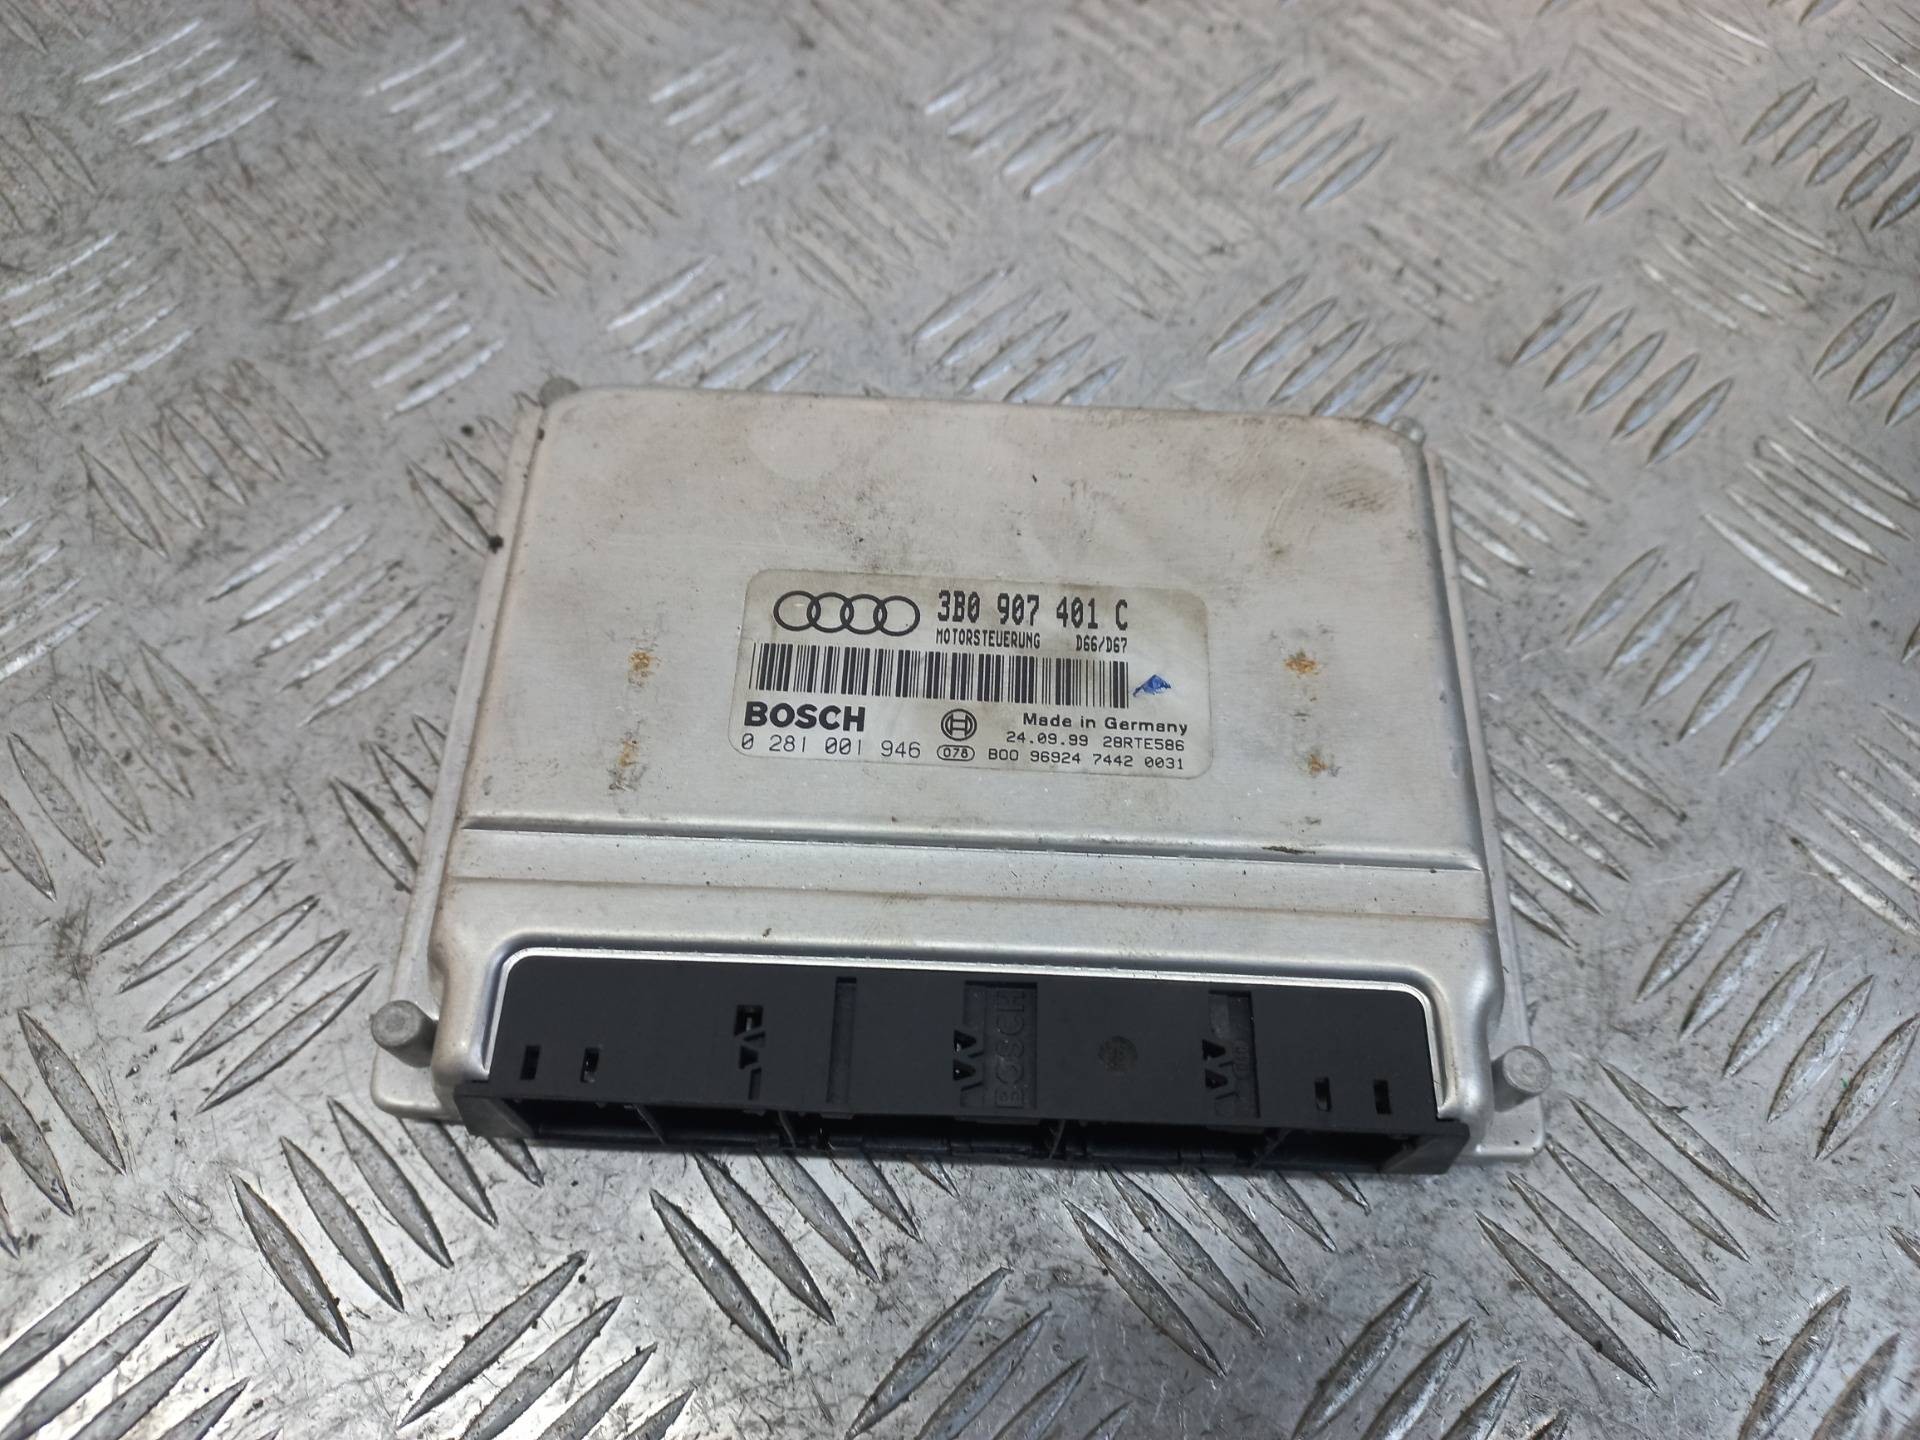 3B0 907 401 C
MOTORSTEUERUNG D66/D67
BOSCH
Made in Germany
24.09.99 28RTE586
0 281 001 946
078 B00 96924 7442 0031
BOSCH